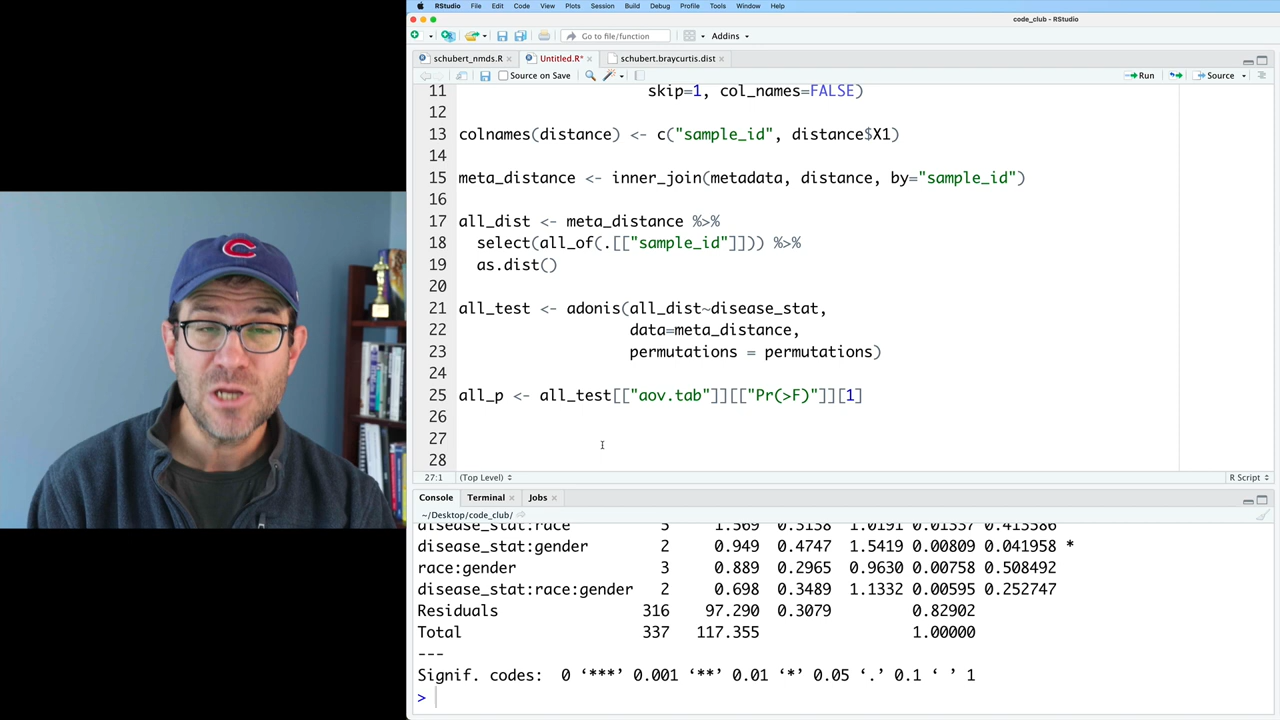 RStudio File Edit Code View Plots Session Build Debug Profile Tools Window Help
code_club - RStudio
Go to file/function Addins
schubert_nmds.R Untitled.R* schubert.braycurtis.dist
Source on Save Run Source
11 skip=1, col_names=FALSE)
12
13 colnames(distance) <- c("sample_id", distance$X1)
14
15 meta_distance <- inner_join(metadata, distance, by="sample_id")
16
17 all_dist <- meta_distance %>%
18 select(all_of(.[["sample_id"]])) %>%
19 as.dist()
20
21 all_test <- adonis(all_dist~disease_stat,
22 data=meta_distance,
23 permutations = permutations)
24
25 all_p <- all_test[["aov.tab"]][["Pr(>F)"]][1]
26
27
28
27:1 (Top Level) R Script
Console Terminal Jobs
~/Desktop/code_club/
disease_stat:race 1.0191
disease_stat:gender 2 0.949 0.4747 1.5419 0.00809 0.041958 *
race:gender 3 0.889 0.2965 0.9630 0.00758 0.508492
disease_stat:race:gender 2 0.698 0.3489 1.1332 0.00595 0.252747
Residuals 316 97.290 0.3079 0.82902
Total 337 117.355 1.00000
---
Signif. codes: 0 ‘***’ 0.001 ‘**’ 0.01 ‘*’ 0.05 ‘.’ 0.1 ‘ ’ 1
>